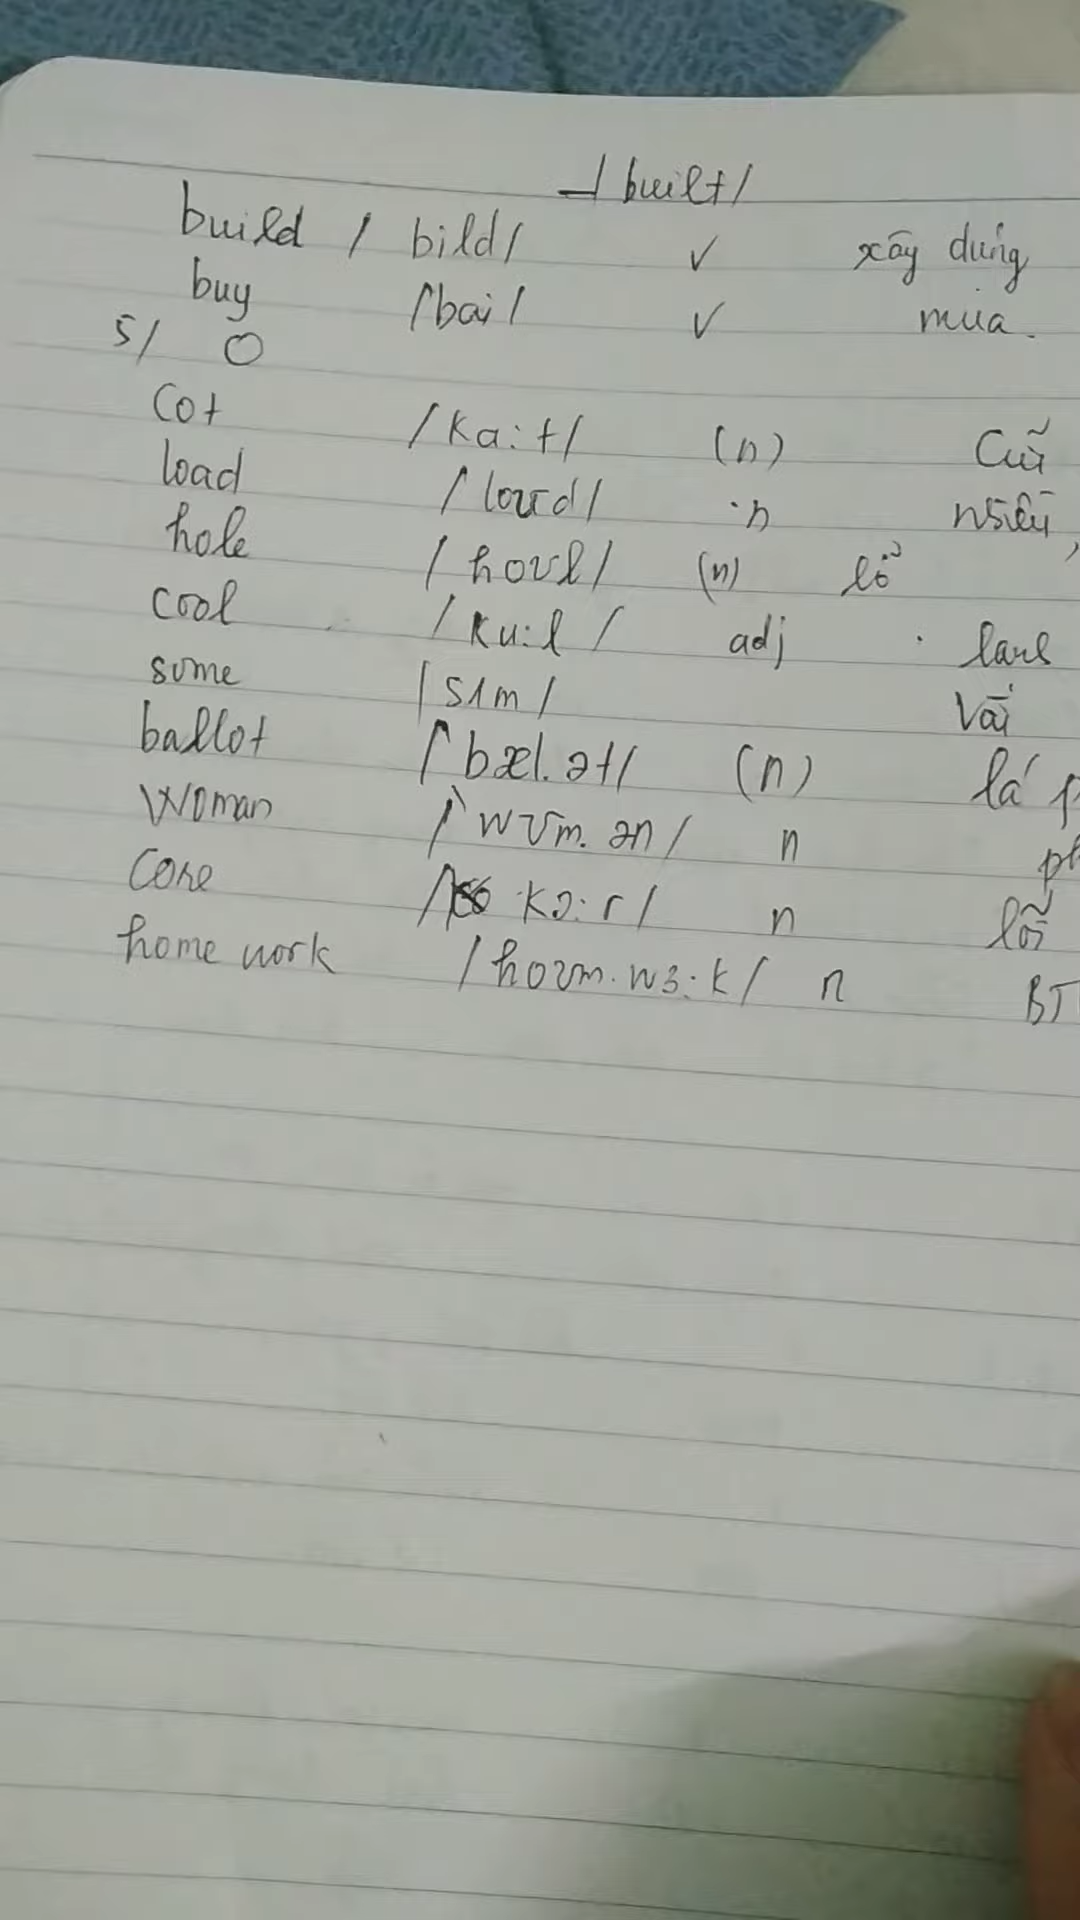 built/
build / bild/ v xây dựng
buy /bai/ v mua.
5/ O
cot /ka:t/ (n) Cũi
load /loʊd/ n
hole /hoʊl/ (n) lỗ
cool /ku:l/ adj
some /sʌm/ Vài
ballot /'bæl.ət/ (n) lá
Woman /'wʊm.ən/ n
Core /kɔ:r/ n lõi
home work /hoʊm.wɜ:k/ n BT